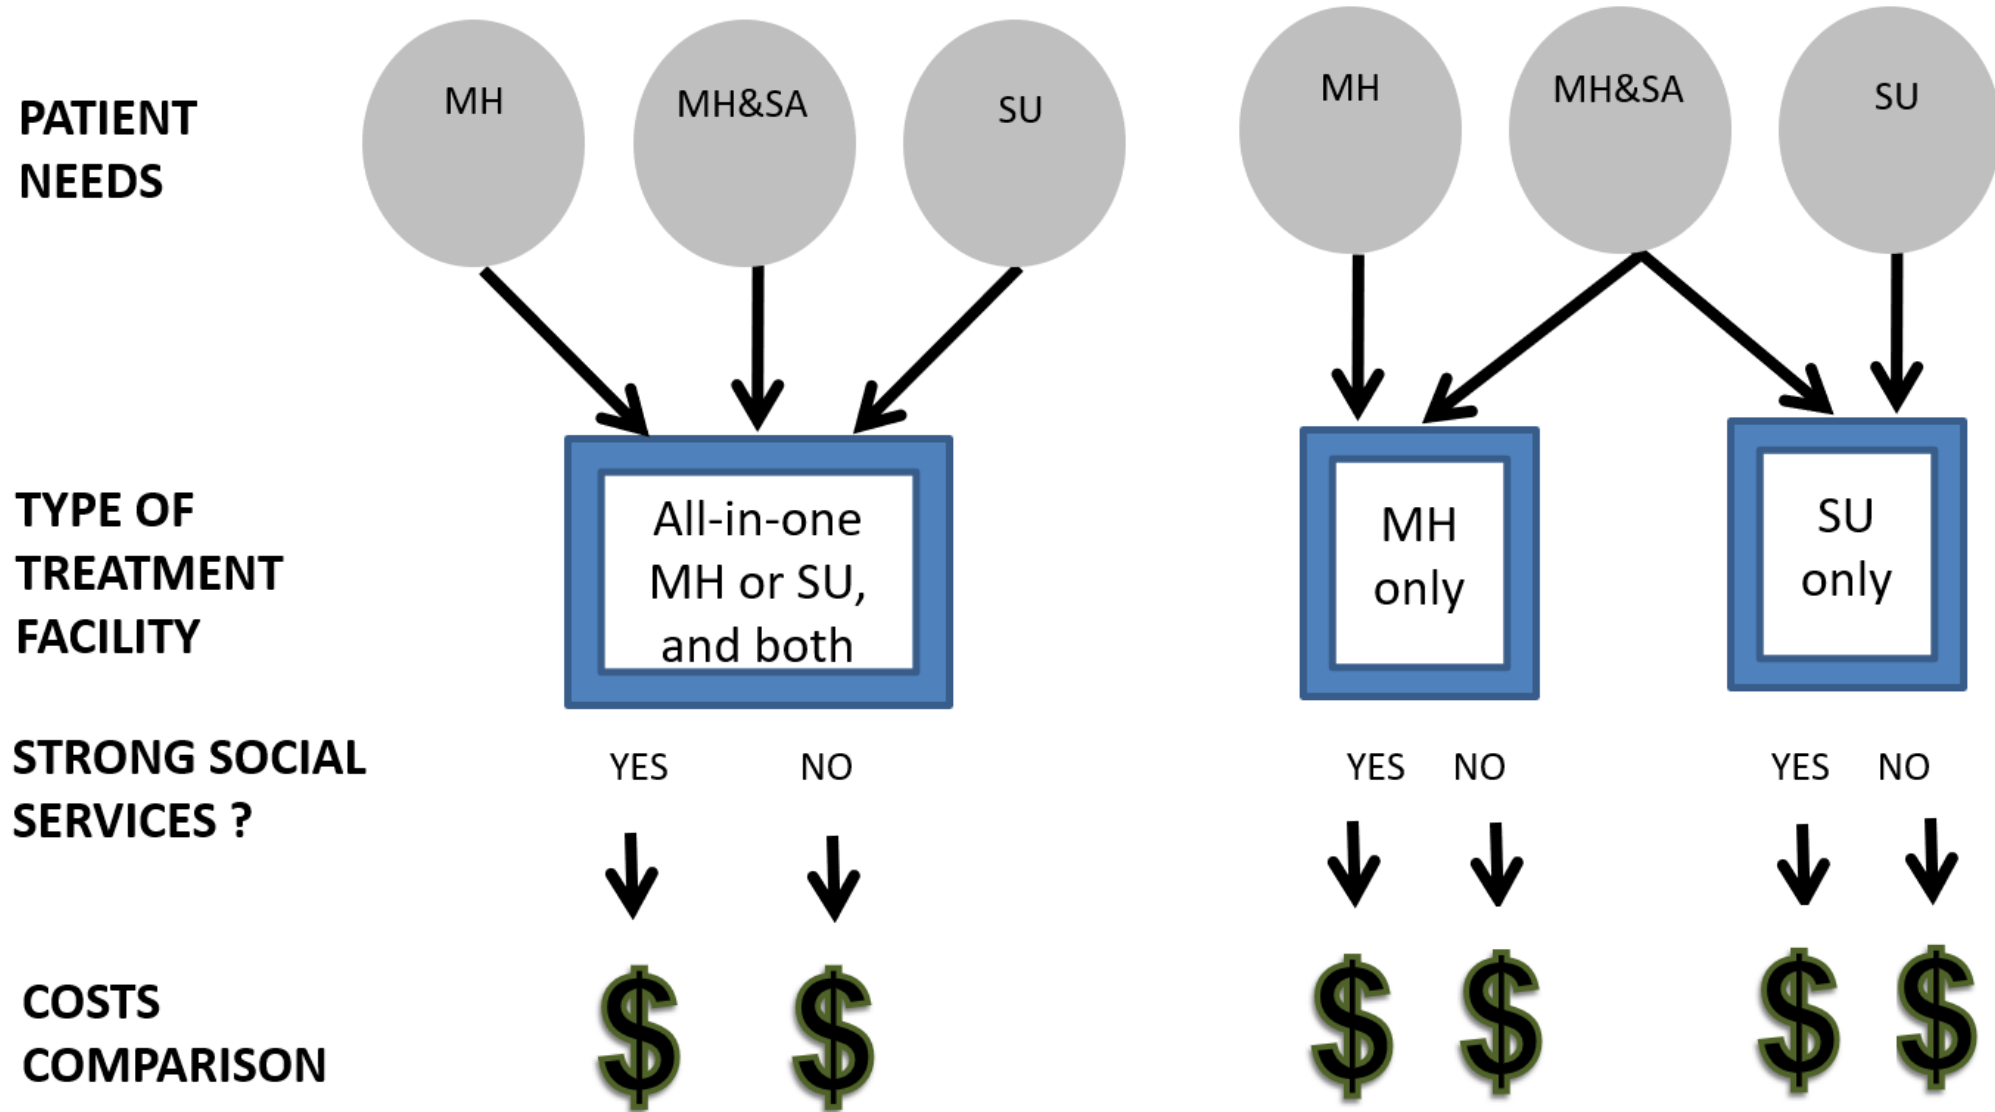 PATIENT
NEEDS
MH
MH&SA
SU
MH
MH&SA
SU
TYPE OF
TREATMENT
FACILITY
All-in-one
MH or SU,
and both
MH
only
SU
only
STRONG SOCIAL
SERVICES ?
YES
NO
YES
NO
YES
NO
COSTS
COMPARISON
$
$
$
$
$
$